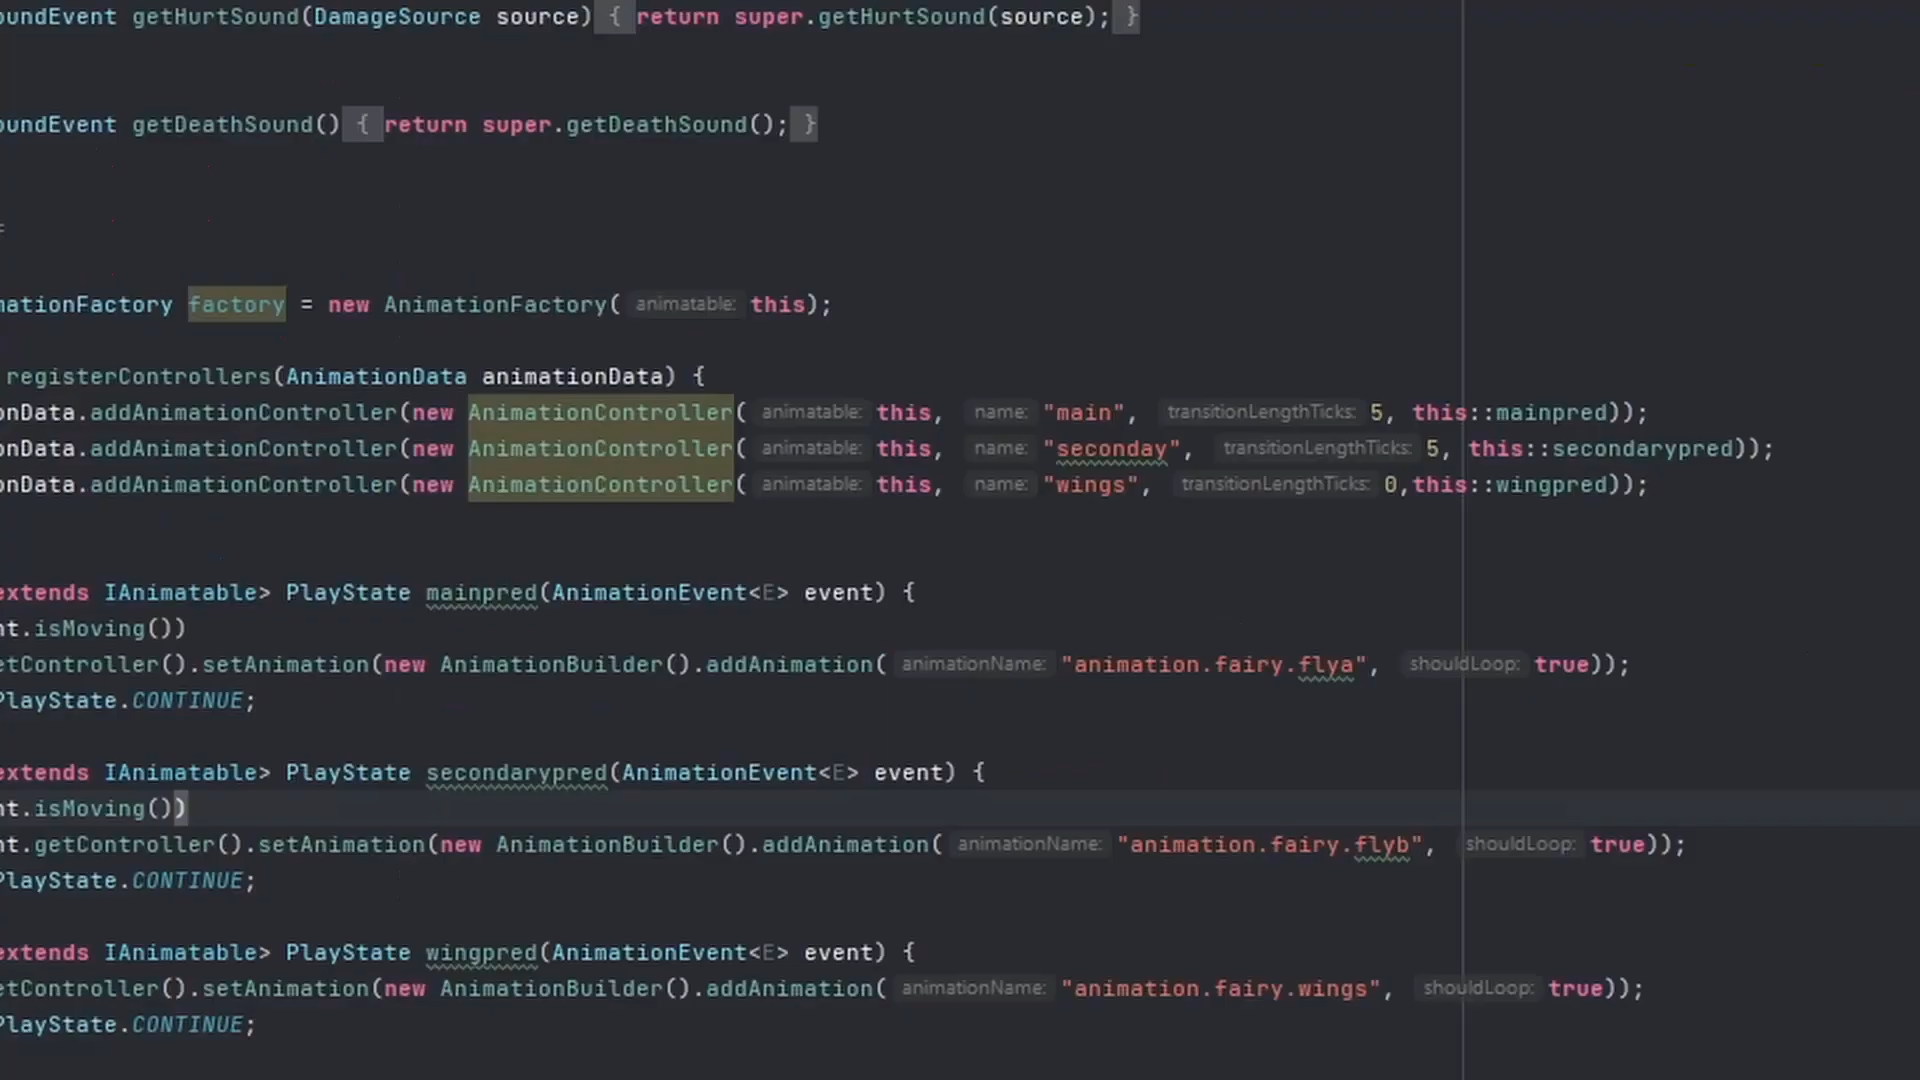 oundEvent getHurtSound(DamageSource source) { return super.getHurtSound(source); }
oundEvent getDeathSound() { return super.getDeathSound(); }
mationFactory factory = new AnimationFactory( animatable: this);
registerControllers(AnimationData animationData) {
onData.addAnimationController(new AnimationController( animatable: this, name: "main", transitionLengthTicks: 5, this::mainpred));
onData.addAnimationController(new AnimationController( animatable: this, name: "seconday", transitionLengthTicks: 5, this::secondarypred));
onData.addAnimationController(new AnimationController( animatable: this, name: "wings", transitionLengthTicks: 0,this::wingpred));
extends IAnimatable> PlayState mainpred(AnimationEvent<E> event) {
nt.isMoving())
etController().setAnimation(new AnimationBuilder().addAnimation( animationName: "animation.fairy.flya", shouldLoop: true));
PlayState.CONTINUE;
extends IAnimatable> PlayState secondarypred(AnimationEvent<E> event) {
nt.isMoving())
nt.getController().setAnimation(new AnimationBuilder().addAnimation( animationName: "animation.fairy.flyb", shouldLoop: true));
PlayState.CONTINUE;
extends IAnimatable> PlayState wingpred(AnimationEvent<E> event) {
etController().setAnimation(new AnimationBuilder().addAnimation( animationName: "animation.fairy.wings", shouldLoop: true));
PlayState.CONTINUE;